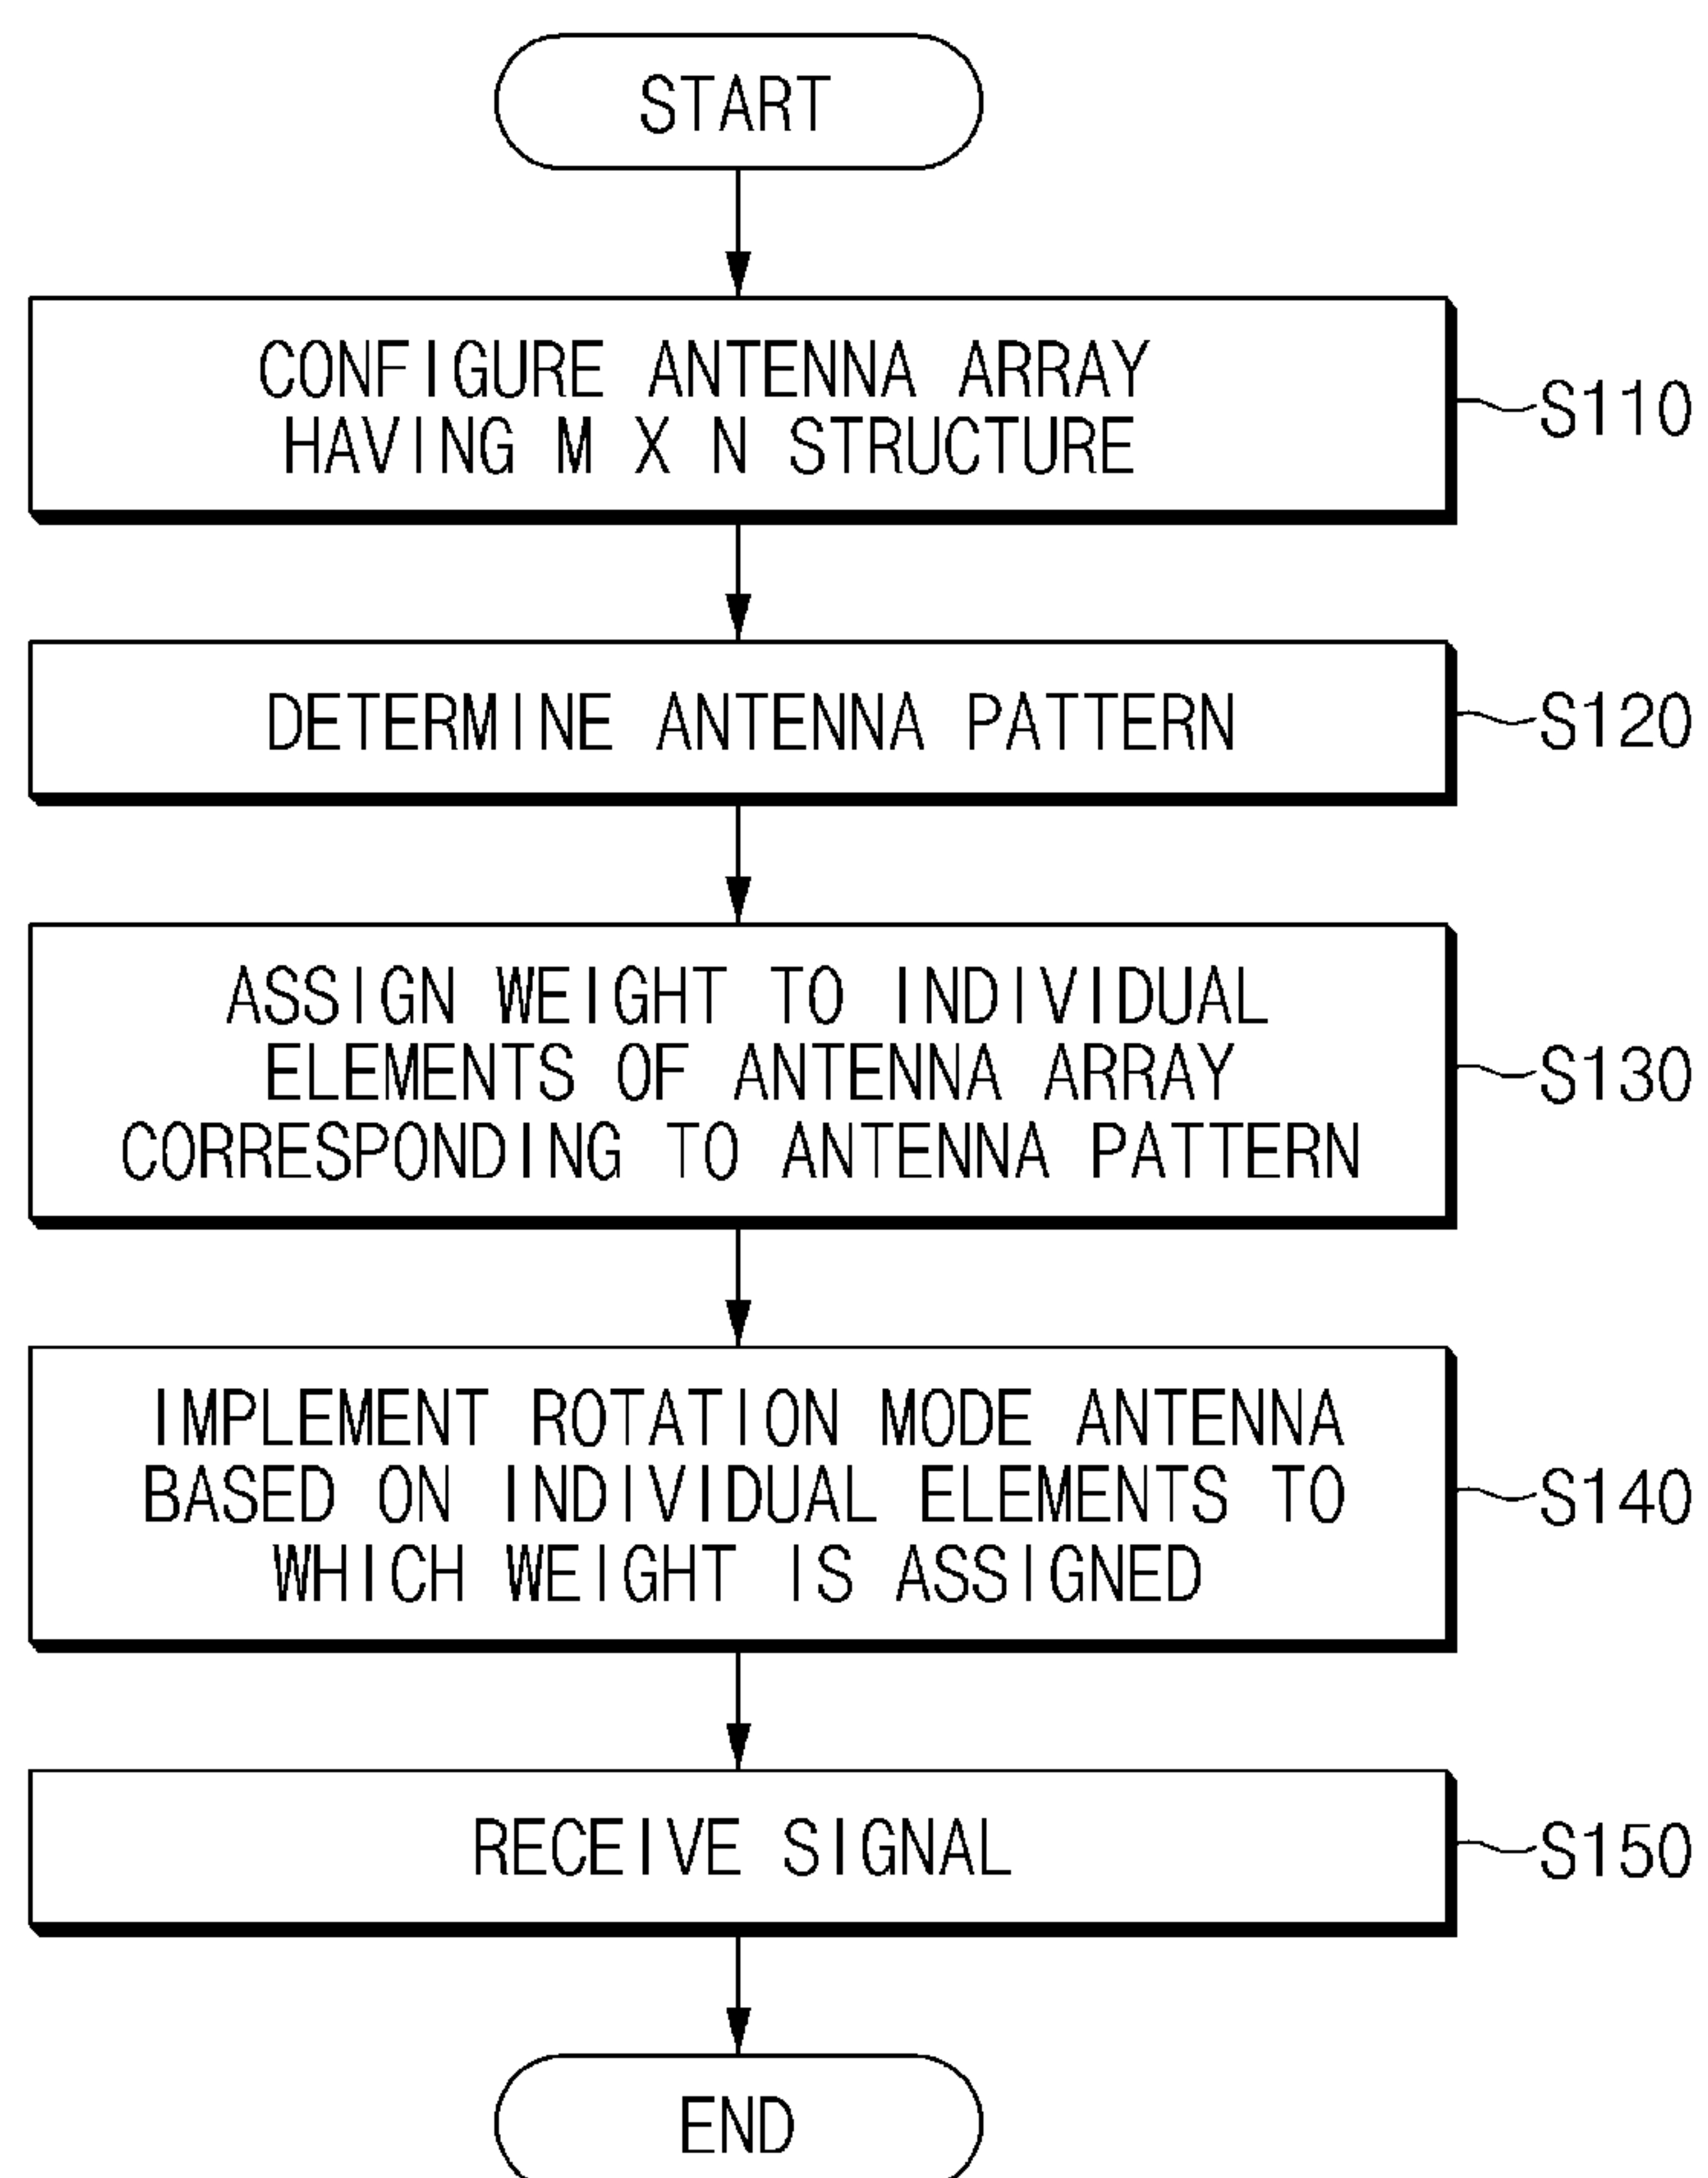 START
CONFIGURE ANTENNA ARRAY
HAVING M X N STRUCTURE
S110
DETERMINE ANTENNA PATTERN
S120
ASSIGN WEIGHT TO INDIVIDUAL
ELEMENTS OF ANTENNA ARRAY
CORRESPONDING TO ANTENNA PATTERN
S130
IMPLEMENT ROTATION MODE ANTENNA
BASED ON INDIVIDUAL ELEMENTS TO
WHICH WEIGHT IS ASSIGNED
S140
RECEIVE SIGNAL
S150
END